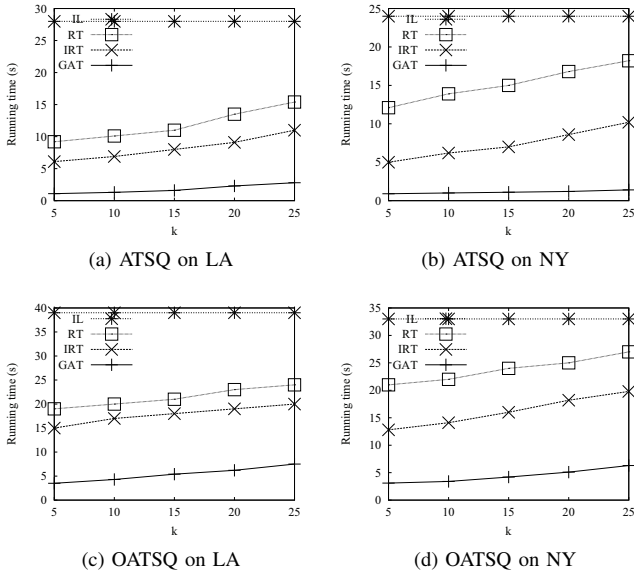 30
25
20
15
10
5
0
Running time (s)
IL
RT
IRT
GAT
5 10 15 20 25
k
(a) ATSQ on LA
25
20
15
10
5
0
Running time (s)
IL
RT
IRT
GAT
5 10 15 20 25
k
(b) ATSQ on NY
40
35
30
25
20
15
10
5
0
Running time (s)
IL
RT
IRT
GAT
5 10 15 20 25
k
(c) OATSQ on LA
35
30
25
20
15
10
5
0
Running time (s)
IL
RT
IRT
GAT
5 10 15 20 25
k
(d) OATSQ on NY